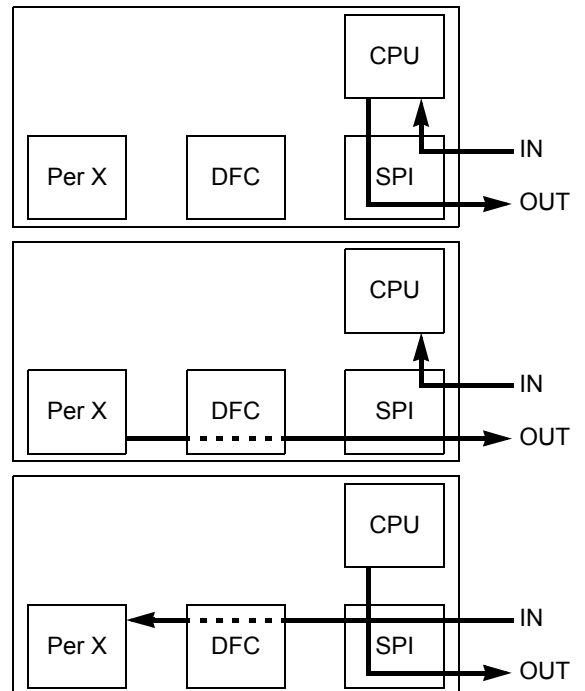 CPU
IN
Per X
DFC
SPI
OUT
CPU
IN
Per X
DFC
SPI
OUT
CPU
IN
Per X
DFC
SPI
OUT